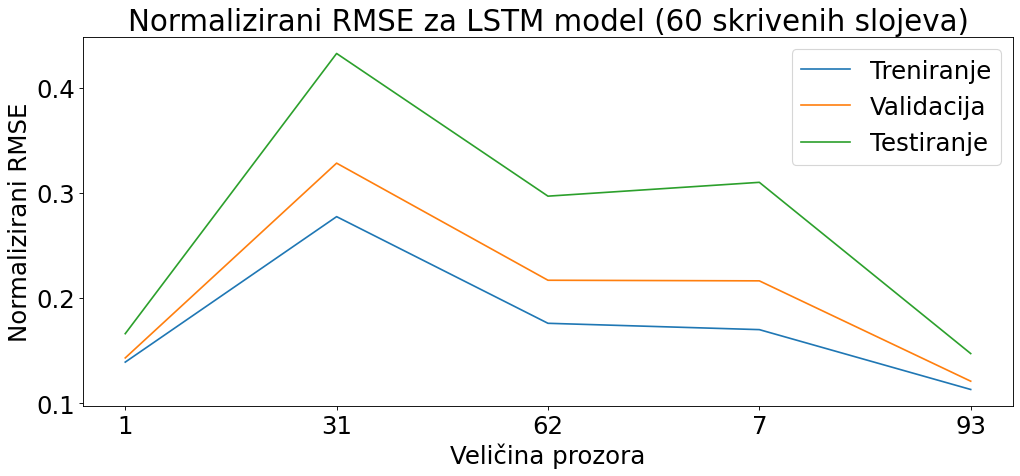 Normalizirani RMSE za LSTM model (60 skrivenih slojeva)
Normalizirani RMSE
0.4
0.3
0.2
0.1
Treniranje
Validacija
Testiranje
1 31 62 7 93
Veličina prozora